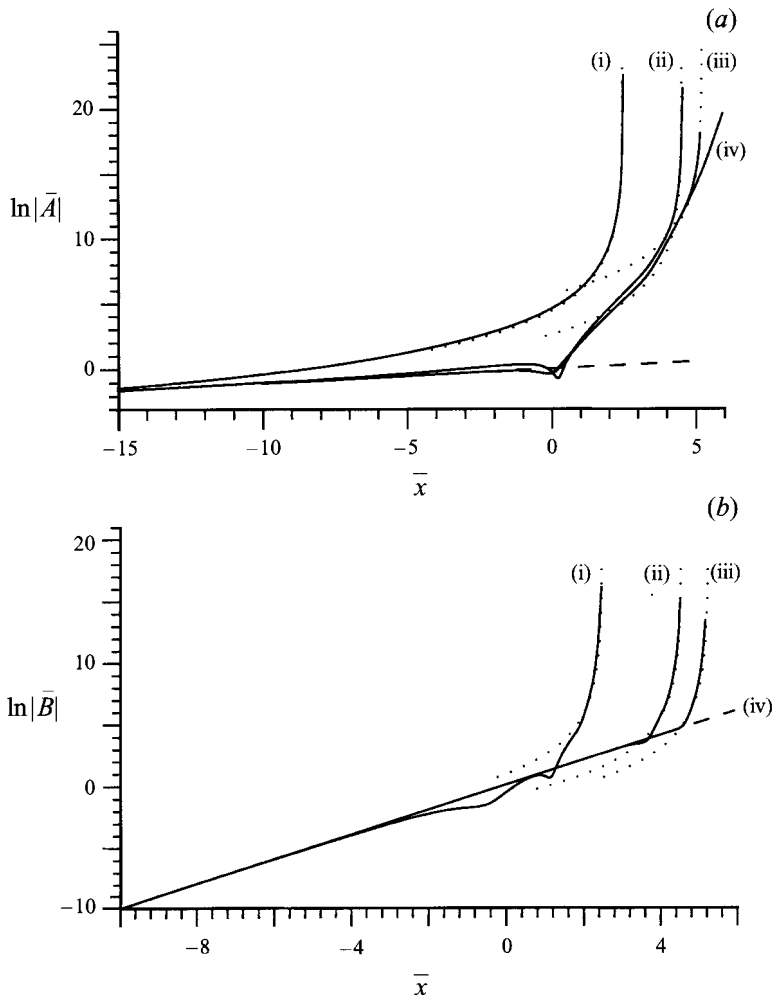 (a)
(i) (ii) (iii)
20
(iv)
ln|A̅|
10
0
−15 −10 −5 0 5
x̅
(b)
20
(i) (ii) (iii)
10
ln|B̅|
(iv)
0
−10
−8 −4 0 4
x̅